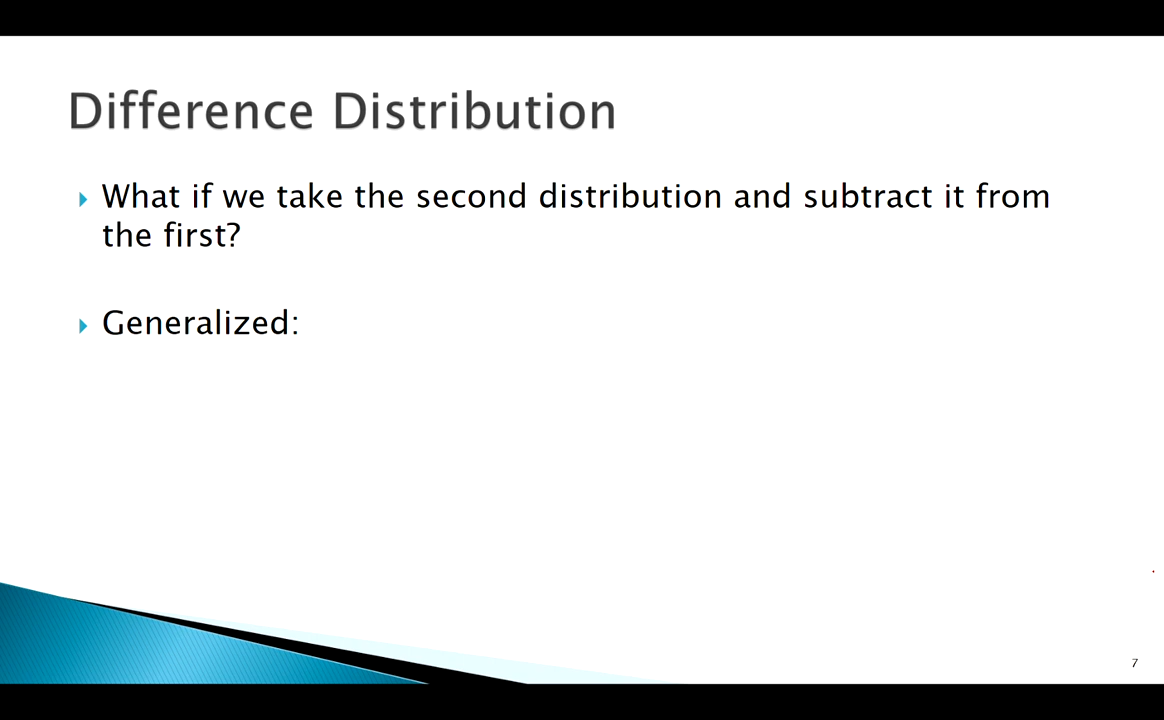 Difference Distribution
What if we take the second distribution and subtract it from
the first?
Generalized:
7